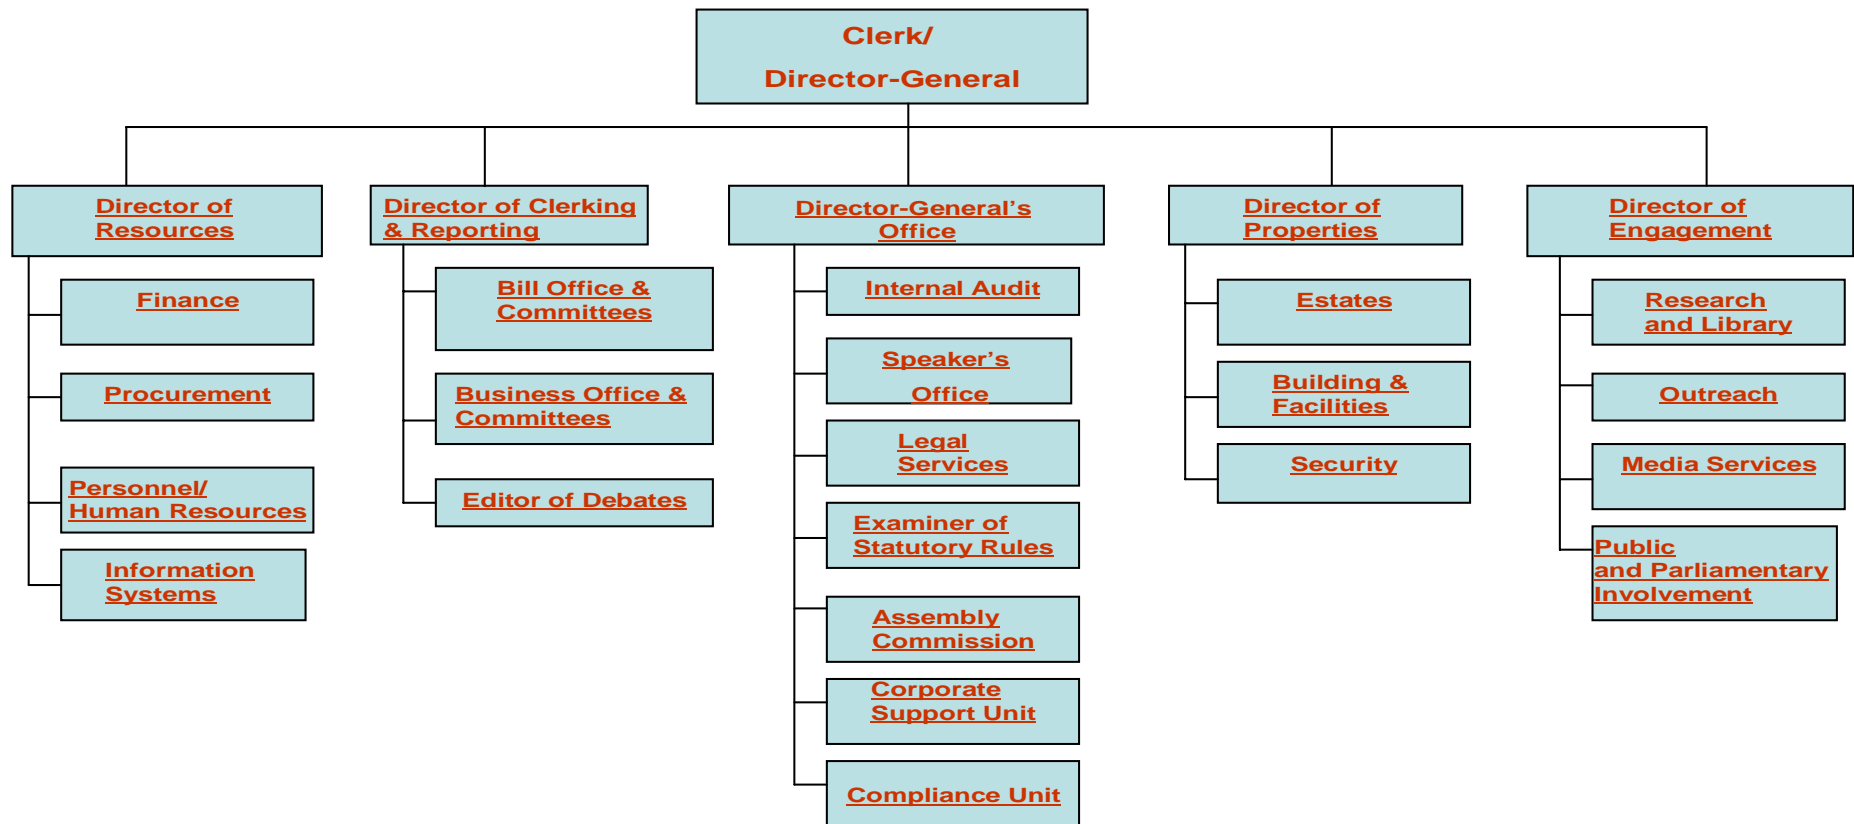 Clerk/
Director-General
Director of
Resources
Finance
Procurement
Personnel/
Human Resources
Information
Systems
Director of Clerking
& Reporting
Bill Office &
Committees
Business Office &
Committees
Editor of Debates
Director-General’s
Office
Internal Audit
Speaker’s
Office
Legal
Services
Examiner of
Statutory Rules
Assembly
Commission
Corporate
Support Unit
Compliance Unit
Director of
Properties
Estates
Building &
Facilities
Security
Director of
Engagement
Research
and Library
Outreach
Media Services
Public
and Parliamentary
Involvement